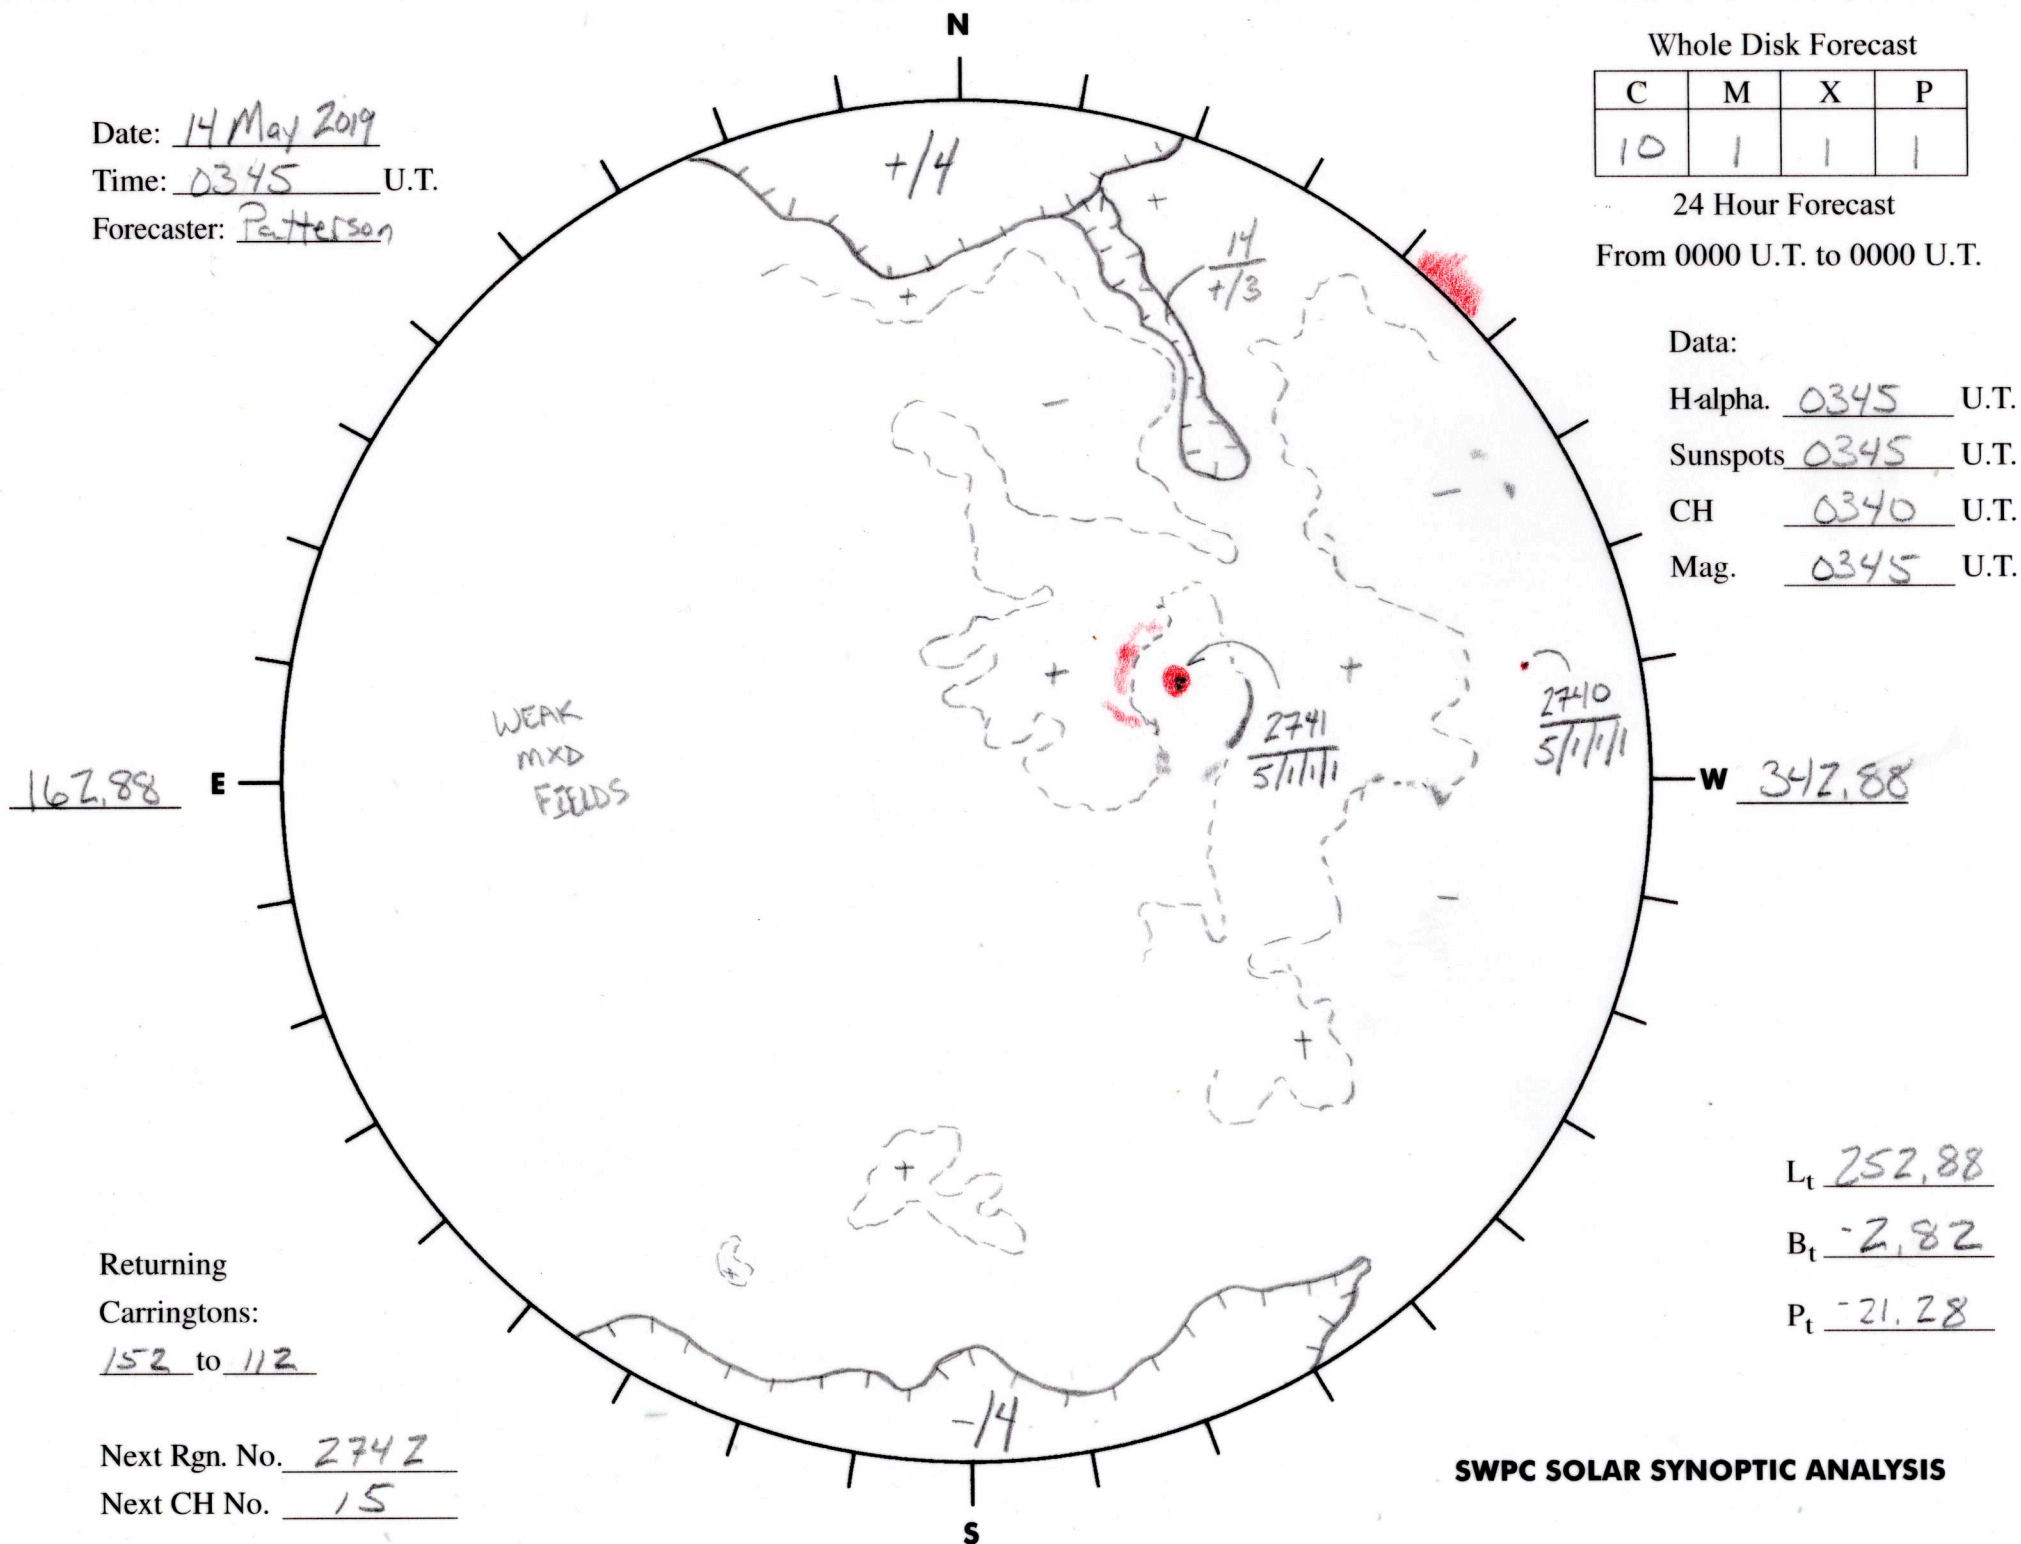 N
Date: 14 May 2019
Time: 0345 U.T.
Forecaster: Patterson
Whole Disk Forecast
C M X P
10 1 1 1
24 Hour Forecast
From 0000 U.T. to 0000 U.T.
Data:
H-alpha. 0345 U.T.
Sunspots 0345 U.T.
CH 0340 U.T.
Mag. 0345 U.T.
+/4
+
14
+/3
+
-
-
+
+
2741
5/1/1/1
2740
5/1/1/1
WEAK
MXD
FIELDS
162.88 E
W 342.88
-
+
+
+
-/4
Lt 252.88
Bt -2.82
Pt -21.28
Returning
Carringtons:
152 to 112
Next Rgn. No. 2742
Next CH No. 15
S
SWPC SOLAR SYNOPTIC ANALYSIS